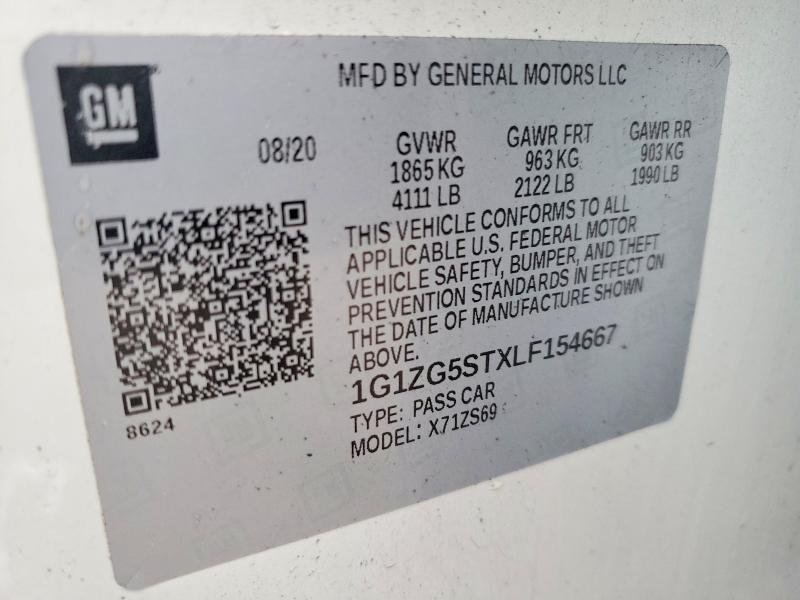 GM
MFD BY GENERAL MOTORS LLC
08/20
GVWR GAWR FRT GAWR RR
1865 KG 963 KG 903 KG
4111 LB 2122 LB 1990 LB
THIS VEHICLE CONFORMS TO ALL
APPLICABLE U.S. FEDERAL MOTOR
VEHICLE SAFETY, BUMPER, AND THEFT
PREVENTION STANDARDS IN EFFECT ON
THE DATE OF MANUFACTURE SHOWN
ABOVE.
1G1ZG5STXLF154667
TYPE: PASS CAR
MODEL: X71ZS69
8624